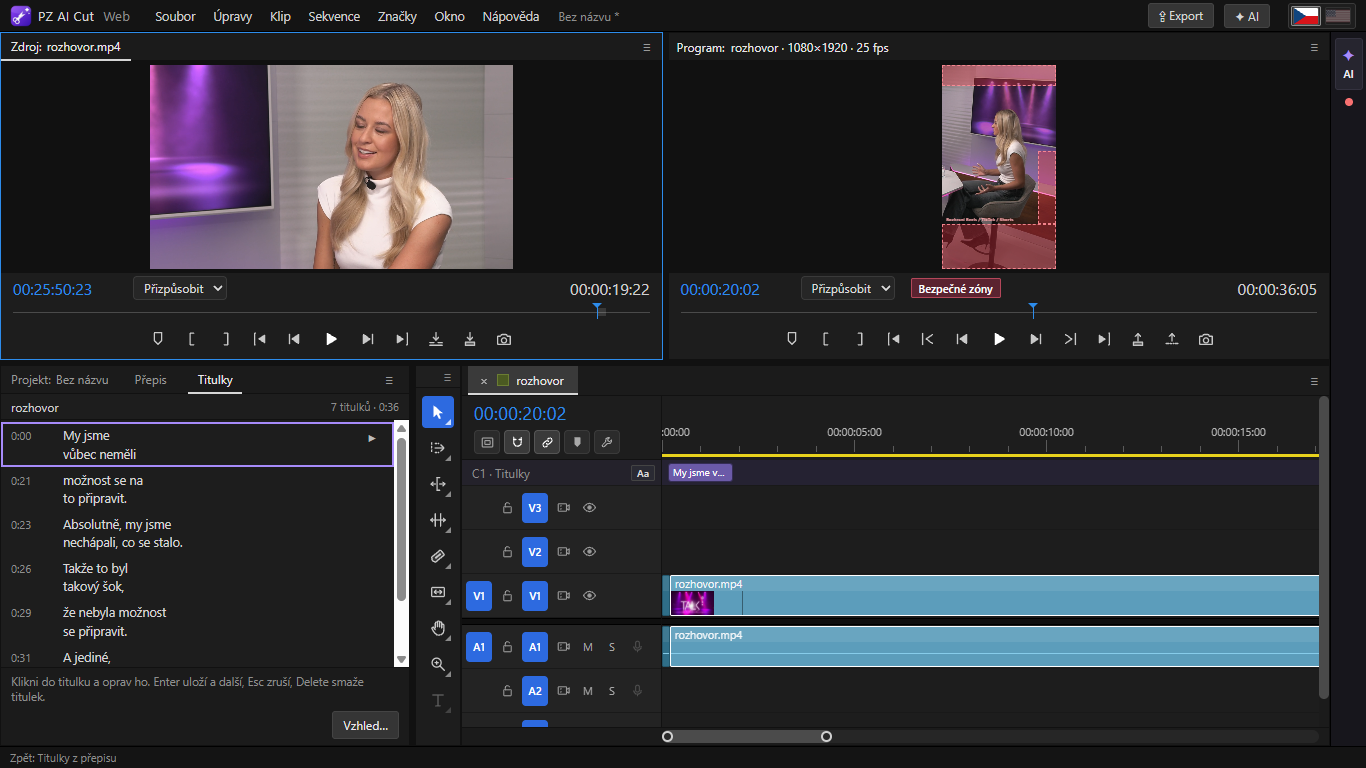 PZ AI Cut Web Soubor Úpravy Klip Sekvence Značky Okno Nápověda Bez názvu * Export AI
Zdroj: rozhovor.mp4
Program: rozhovor · 1080×1920 · 25 fps
AI
00:25:50:23 Přizpůsobit 00:00:19:22
00:00:20:02 Přizpůsobit Bezpečné zóny 00:00:36:05
Projekt: Bez názvu Přepis Titulky
rozhovor 7 titulků · 0:36
0:00 My jsme
vůbec neměli
0:21 možnost se na
to připravit.
0:23 Absolutně, my jsme
nechápali, co se stalo.
0:26 Takže to byl
takový šok,
0:29 že nebyla možnost
se připravit.
0:31 A jediné,
Klikni do titulku a oprav ho. Enter uloží a další, Esc zruší, Delete smaže
titulek.
Vzhled...
T
× rozhovor
00:00:20:02
:00:00 00:00:05:00 00:00:10:00 00:00:15:00
C1 · Titulky Aa My jsme v...
V3
V2
V1 V1 rozhovor.mp4
TALK
A1 A1 M S rozhovor.mp4
A2 M S
Zpět: Titulky z přepisu